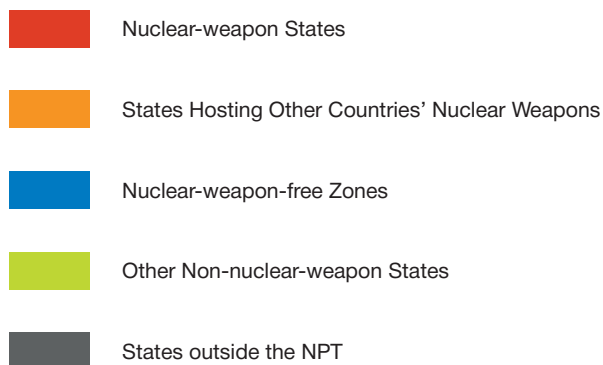 Nuclear-weapon States
States Hosting Other Countries’ Nuclear Weapons
Nuclear-weapon-free Zones
Other Non-nuclear-weapon States
States outside the NPT